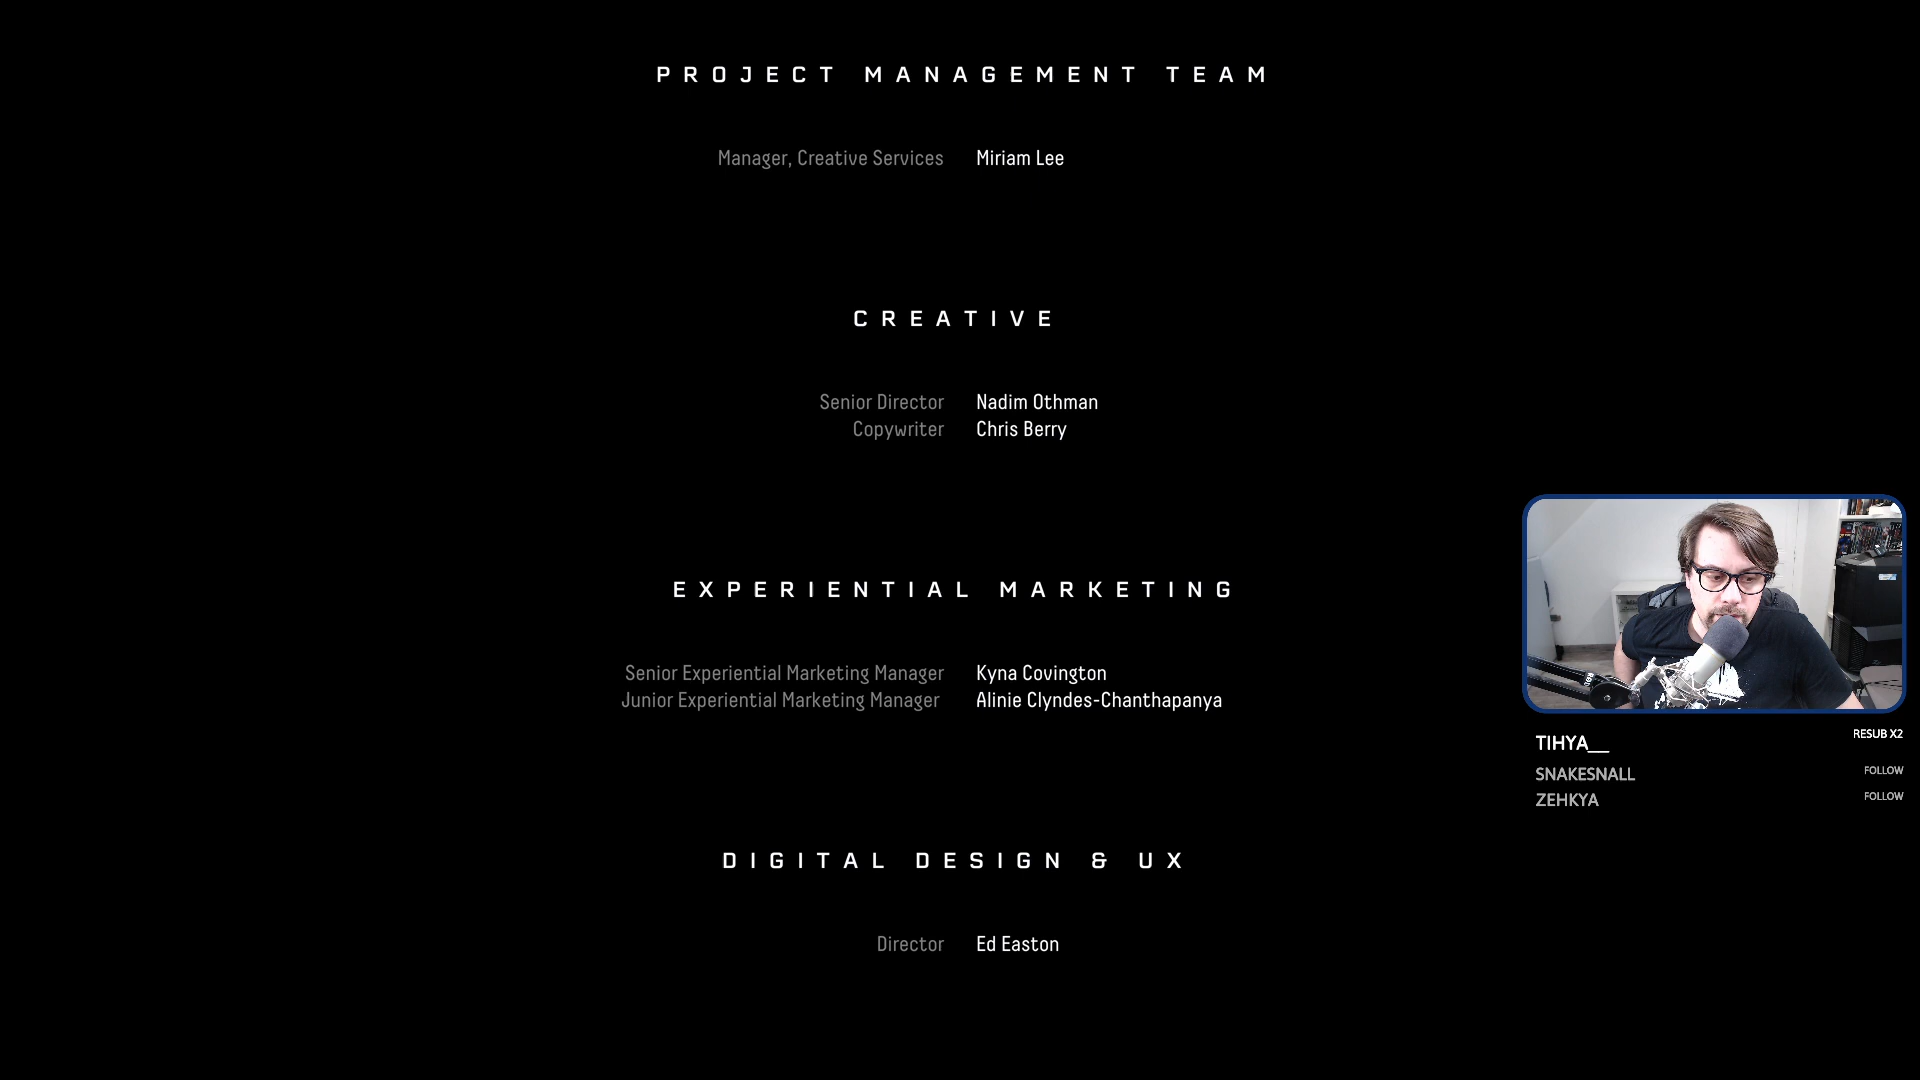 PROJECT MANAGEMENT TEAM
Manager, Creative Services Miriam Lee
CREATIVE
Senior Director Nadim Othman
Copywriter Chris Berry
EXPERIENTIAL MARKETING
Senior Experiential Marketing Manager Kyna Covington
Junior Experiential Marketing Manager Alinie Clyndes-Chanthapanya
DIGITAL DESIGN & UX
Director Ed Easton
TIHYA__ RESUB X2
SNAKESNALL FOLLOW
ZEHKYA FOLLOW